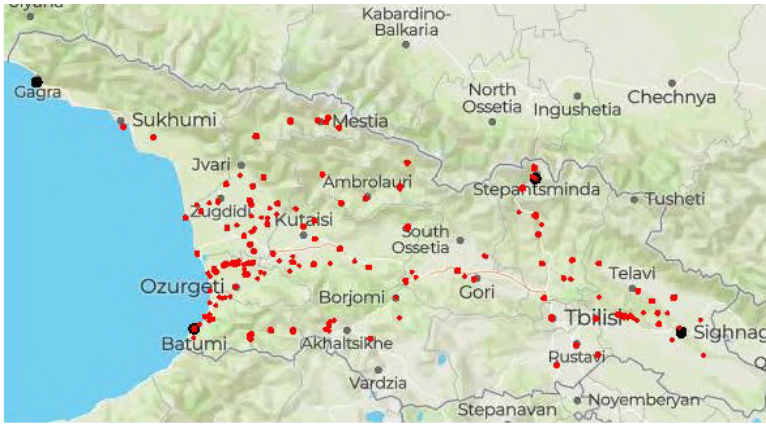 Kabardino-
Balkaria
Gagra
North
Ossetia
Ingushetia
Chechnya
Sukhumi
Mestia
Jvari
Ambrolauri
Stepantsminda
Tusheti
Zugdidi
Kutaisi
South
Ossetia
Ozurgeti
Borjomi
Gori
Telavi
Tbilisi
Sighnag
Batumi
Akhaltsikhe
Rustavi
Vardzia
Stepanavan
Noyemberyan